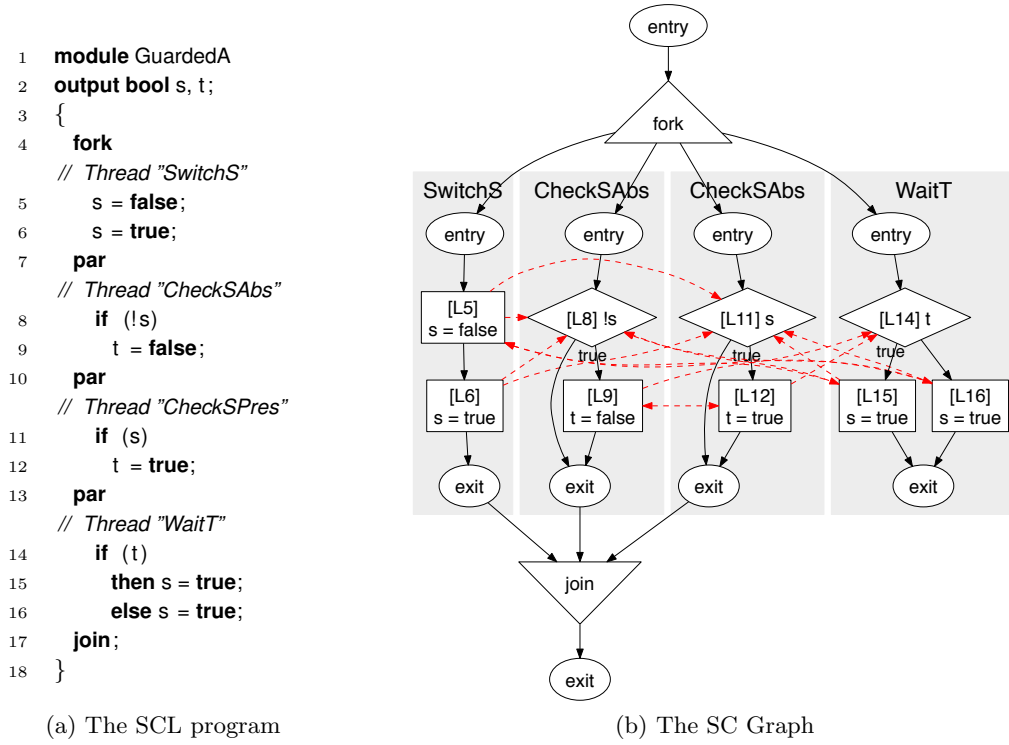 1 module GuardedA
2 output bool s, t;
3 {
4 fork
// Thread "SwitchS"
5 s = false;
6 s = true;
7 par
// Thread "CheckSAbs"
8 if (!s)
9 t = false;
10 par
// Thread "CheckSPres"
11 if (s)
12 t = true;
13 par
// Thread "WaitT"
14 if (t)
15 then s = true;
16 else s = true;
17 join;
18 }
(a) The SCL program
entry
fork
SwitchS CheckSAbs CheckSAbs WaitT
entry entry entry entry
[L5]
s = false
[L8] !s
[L11] s
[L14] t
true true true
[L6]
s = true
[L9]
t = false
[L12]
t = true
[L15]
s = true
[L16]
s = true
exit exit exit exit
join
exit
(b) The SC Graph